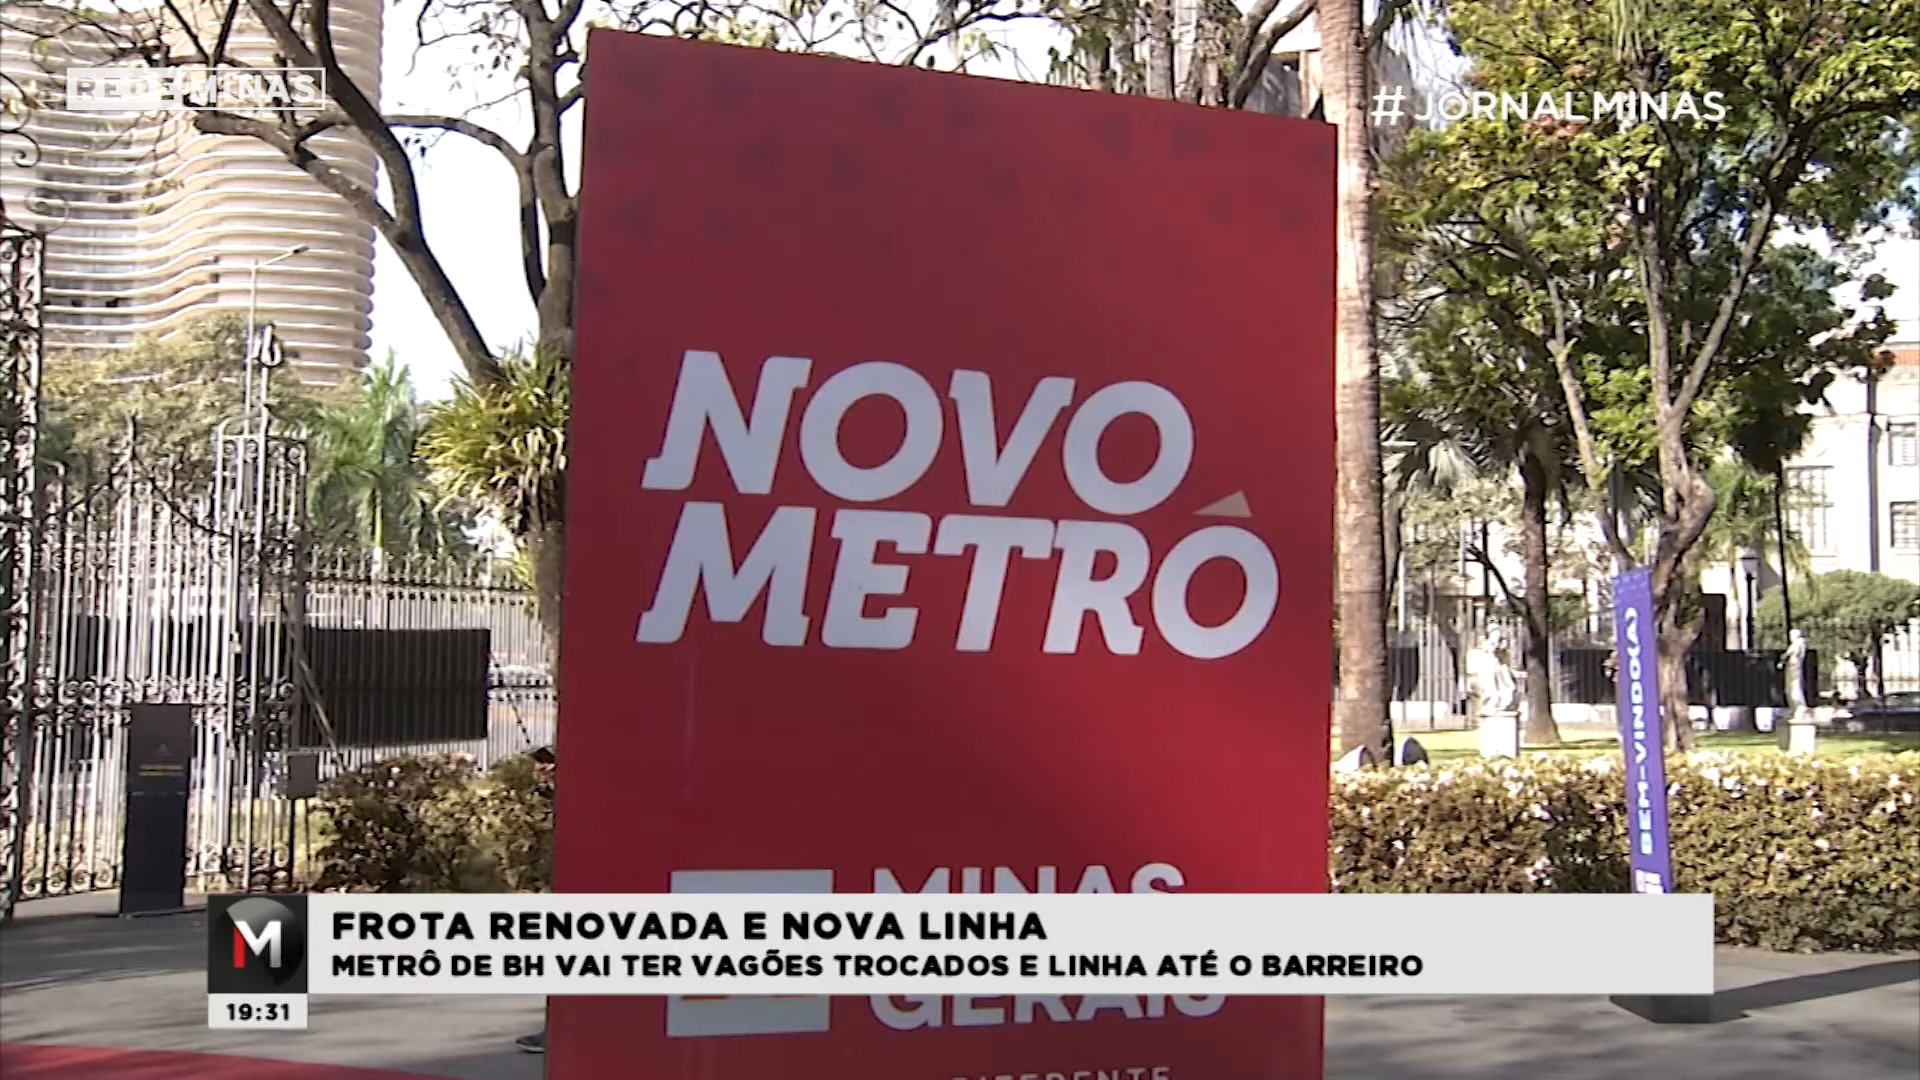 REDE MINAS
#JORNALMINAS
NOVO
METRÔ
BEM-VINDO(A)
MINAS
GERAIS
DIFERENTE
M
FROTA RENOVADA E NOVA LINHA
METRÔ DE BH VAI TER VAGÕES TROCADOS E LINHA ATÉ O BARREIRO
19:31